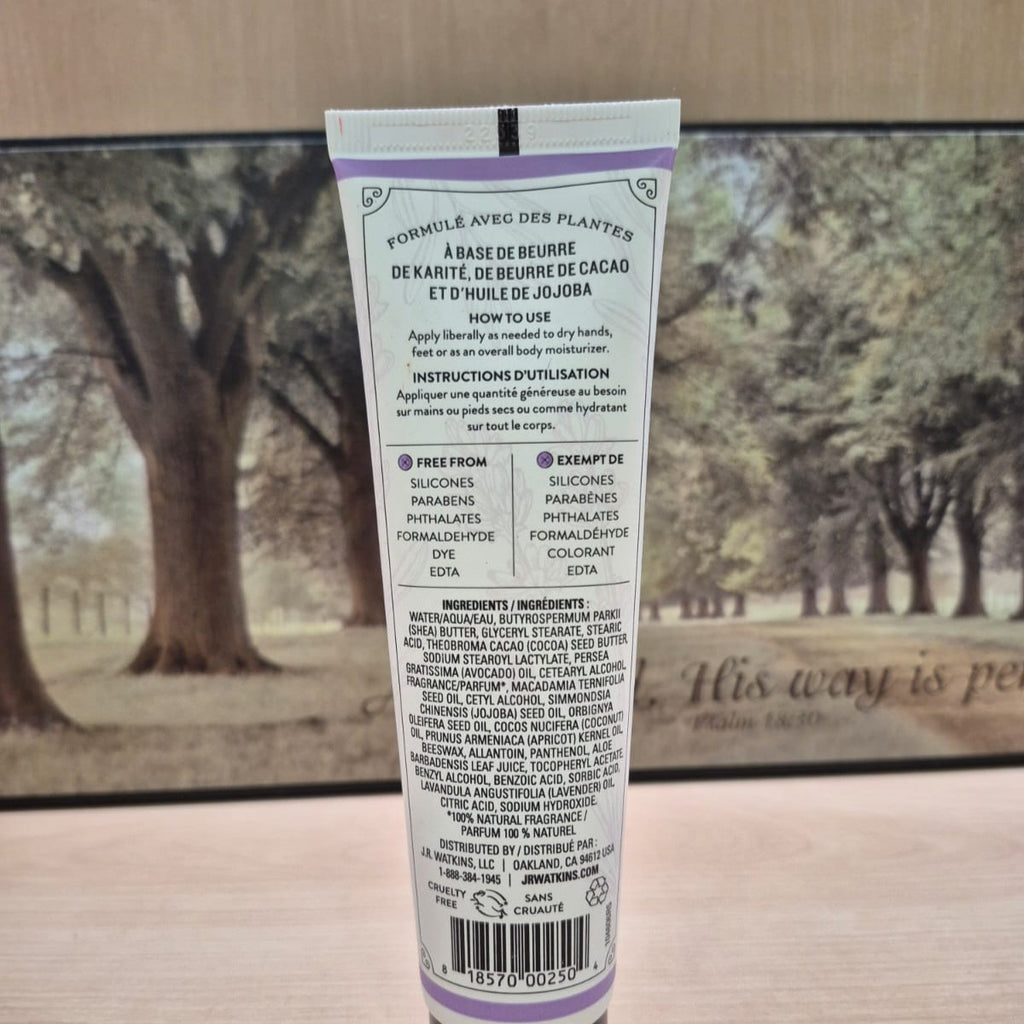 FORMULÉ AVEC DES PLANTES
À BASE DE BEURRE
DE KARITÉ, DE BEURRE DE CACAO
ET D'HUILE DE JOJOBA
HOW TO USE
Apply liberally as needed to dry hands,
feet or as an overall body moisturizer.
INSTRUCTIONS D'UTILISATION
Appliquer une quantité généreuse au besoin
sur mains ou pieds secs ou comme hydratant
sur tout le corps.
FREE FROM
SILICONES
PARABENS
PHTHALATES
FORMALDEHYDE
DYE
EDTA
EXEMPT DE
SILICONES
PARABÈNES
PHTHALATES
FORMALDÉHYDE
COLORANT
EDTA
INGREDIENTS / INGRÉDIENTS :
WATER/AQUA/EAU, BUTYROSPERMUM PARKII
(SHEA) BUTTER, GLYCERYL STEARATE, STEARIC
ACID, THEOBROMA CACAO (COCOA) SEED BUTTER,
SODIUM STEAROYL LACTYLATE, PERSEA
GRATISSIMA (AVOCADO) OIL, CETEARYL ALCOHOL,
FRAGRANCE/PARFUM*, MACADAMIA TERNIFOLIA
SEED OIL, CETYL ALCOHOL, SIMMONDSIA
CHINENSIS (JOJOBA) SEED OIL, ORBIGNYA
OLEIFERA SEED OIL, COCOS NUCIFERA (COCONUT)
OIL, PRUNUS ARMENIACA (APRICOT) KERNEL OIL,
BEESWAX, ALLANTOIN, PANTHENOL, ALOE
BARBADENSIS LEAF JUICE, TOCOPHERYL ACETATE,
BENZYL ALCOHOL, BENZOIC ACID, SORBIC ACID,
LAVANDULA ANGUSTIFOLIA (LAVENDER) OIL,
CITRIC ACID, SODIUM HYDROXIDE.
*100% NATURAL FRAGRANCE /
PARFUM 100 % NATUREL
DISTRIBUTED BY / DISTRIBUÉ PAR :
J.R. WATKINS, LLC | OAKLAND, CA 94612 USA
1-888-384-1945 | JRWATKINS.COM
CRUELTY
FREE
SANS
CRUAUTÉ
8 18570 00250 4
His way is per
Psalm 18:30